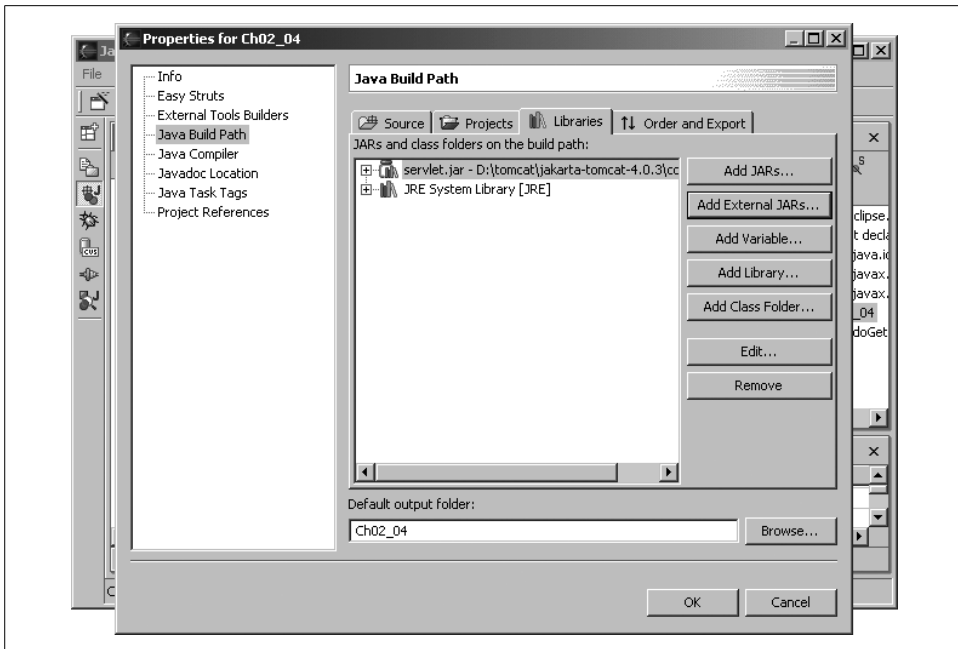 Ja
File
Properties for Ch02_04
Info
Easy Struts
External Tools Builders
Java Build Path
Java Compiler
Javadoc Location
Java Task Tags
Project References
Java Build Path
Source
Projects
Libraries
Order and Export
JARs and class folders on the build path:
servlet.jar - D:\tomcat\jakarta-tomcat-4.0.3\cc
JRE System Library [JRE]
Add JARs...
Add External JARs...
Add Variable...
Add Library...
Add Class Folder...
Edit...
Remove
Default output folder:
Ch02_04
Browse...
OK
Cancel
clipse.
t decla
java.io
javax.
javax.
_04
doGet
C